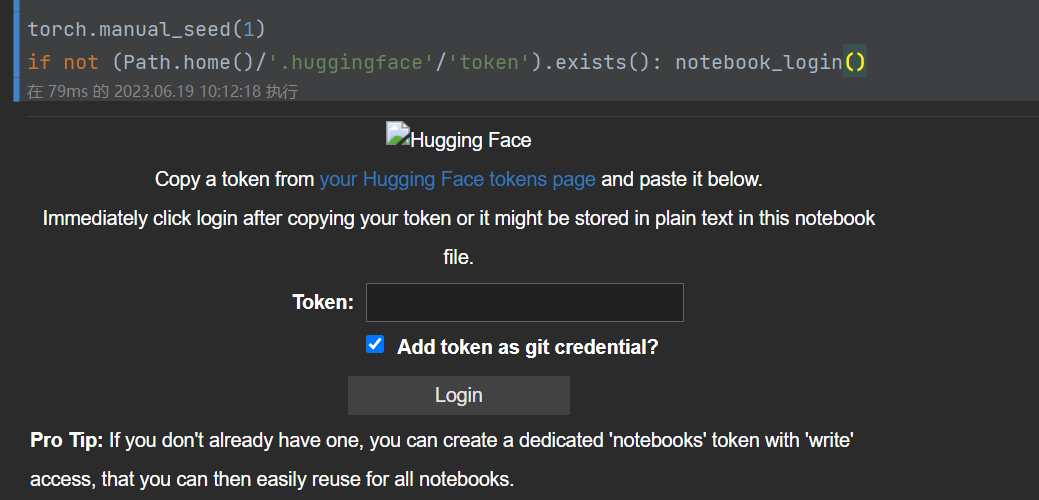 torch.manual_seed(1)
if not (Path.home()/'.huggingface'/'token').exists(): notebook_login()
在 79ms 的 2023.06.19 10:12:18 执行
Hugging Face
Copy a token from your Hugging Face tokens page and paste it below.
Immediately click login after copying your token or it might be stored in plain text in this notebook
file.
Token:
Add token as git credential?
Login
Pro Tip: If you don't already have one, you can create a dedicated 'notebooks' token with 'write'
access, that you can then easily reuse for all notebooks.